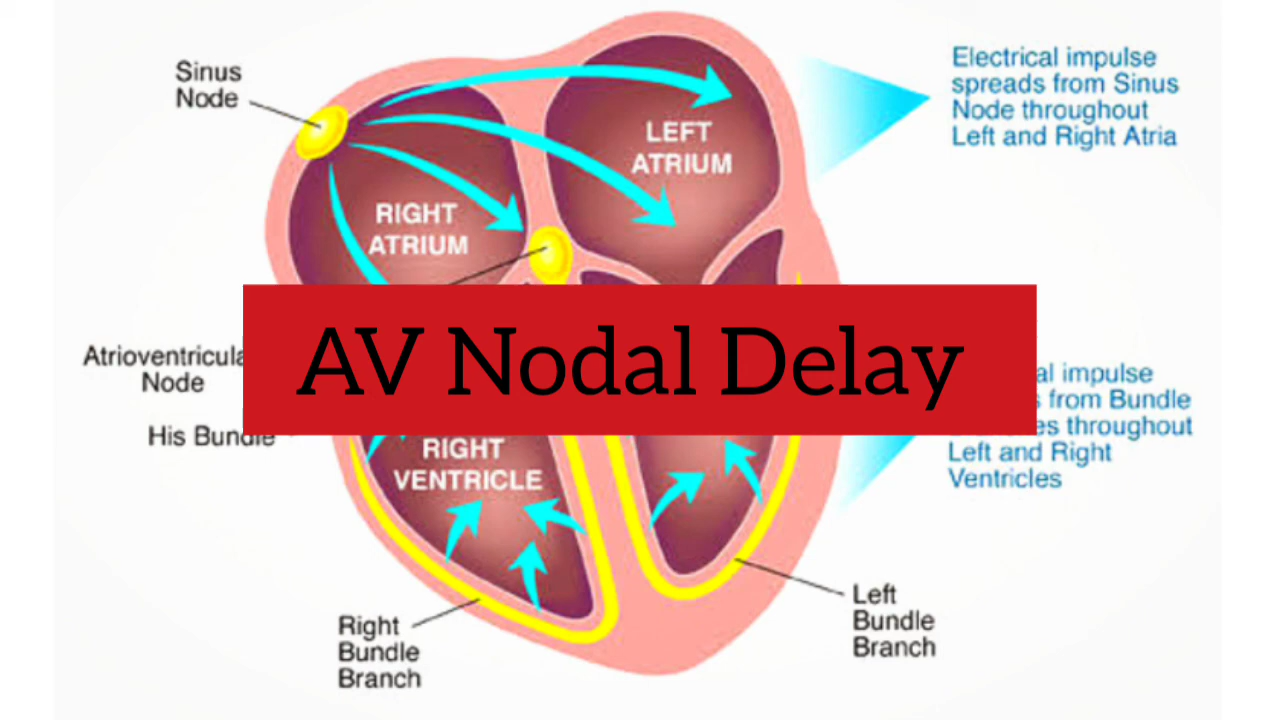 Sinus
Node
Electrical impulse
spreads from Sinus
Node throughout
Left and Right Atria
LEFT
ATRIUM
RIGHT
ATRIUM
AV Nodal Delay
Node
His Bundle
impulse
from Bundle
throughout
Left and Right
Ventricles
RIGHT
VENTRICLE
Right
Bundle
Branch
Left
Bundle
Branch